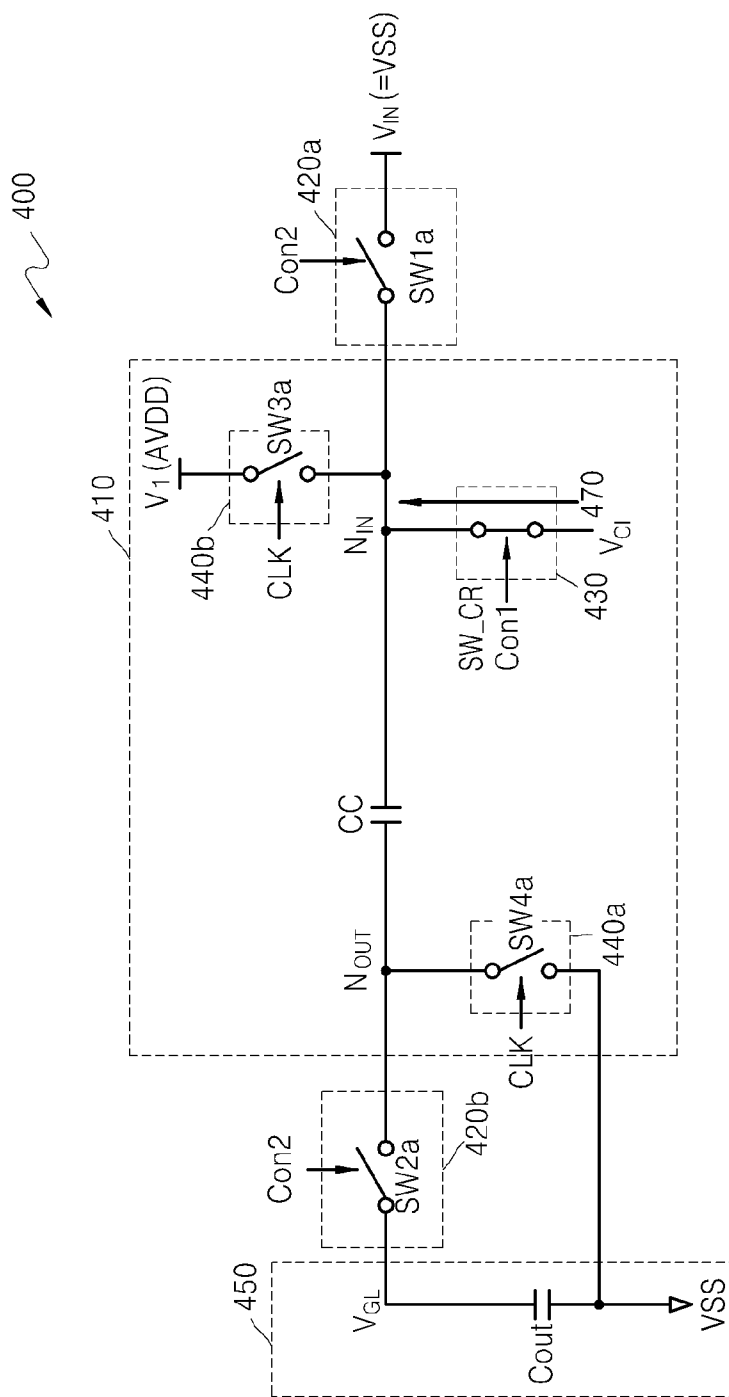 400
410
V1 (AVDD)
440b
SW3a
CLK
Con2
420a
SW1a
VIN (=VSS)
NIN
SW_CR
Con1
470
VCI
430
CC
NOUT
SW4a
CLK
440a
Con2
SW2a
420b
450
VGL
Cout
VSS